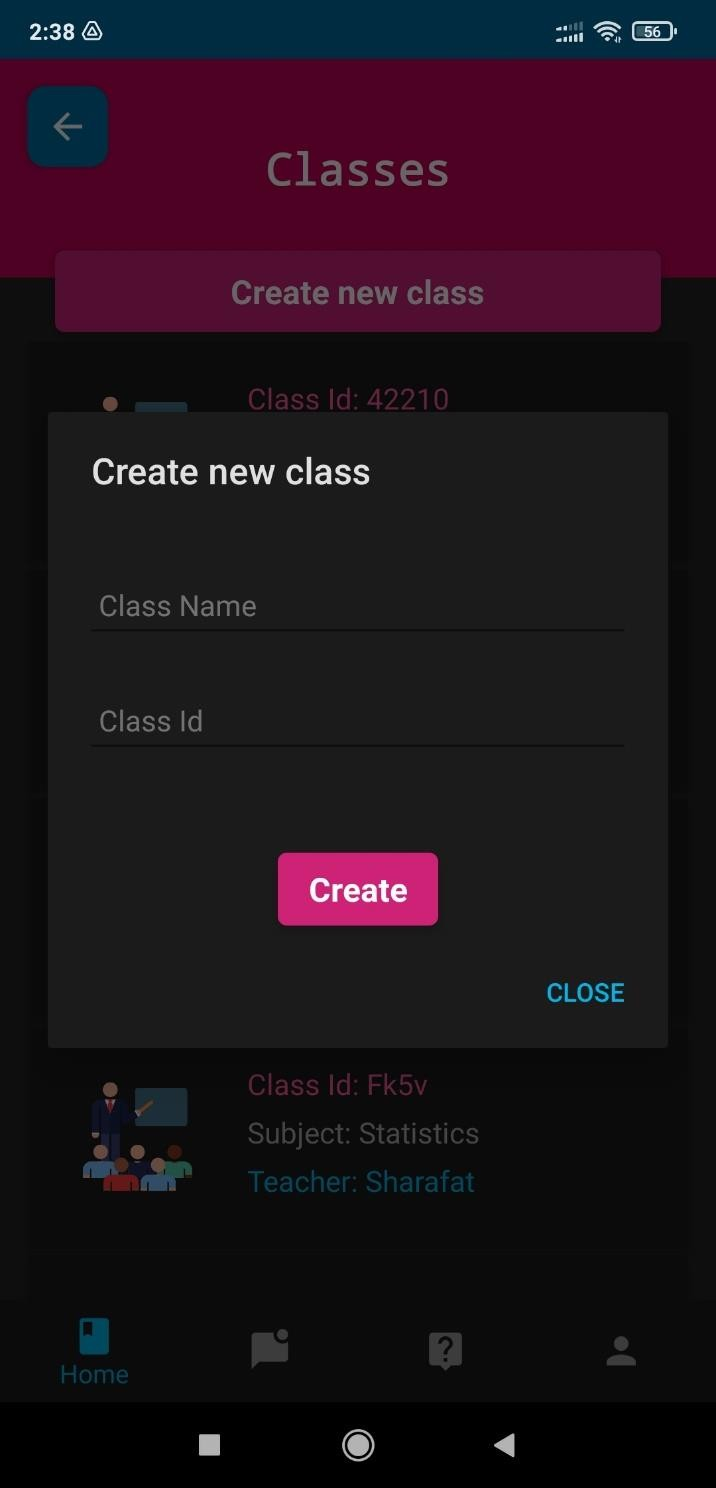 2:38
56
Classes
Create new class
Class Id: 42210
Create new class
Class Name
Class Id
Create
CLOSE
Class Id: Fk5v
Subject: Statistics
Teacher: Sharafat
Home